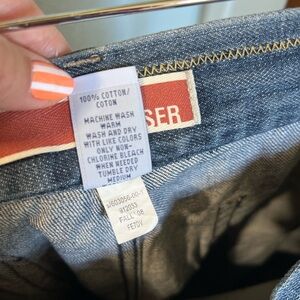 100% COTTON/
COTON
MACHINE WASH
WARM
WASH AND DRY
WITH LIKE COLORS
ONLY NON-
CHLORINE BLEACH
WHEN NEEDED
TUMBLE DRY
MEDIUM
SER
912033
FALL' 08